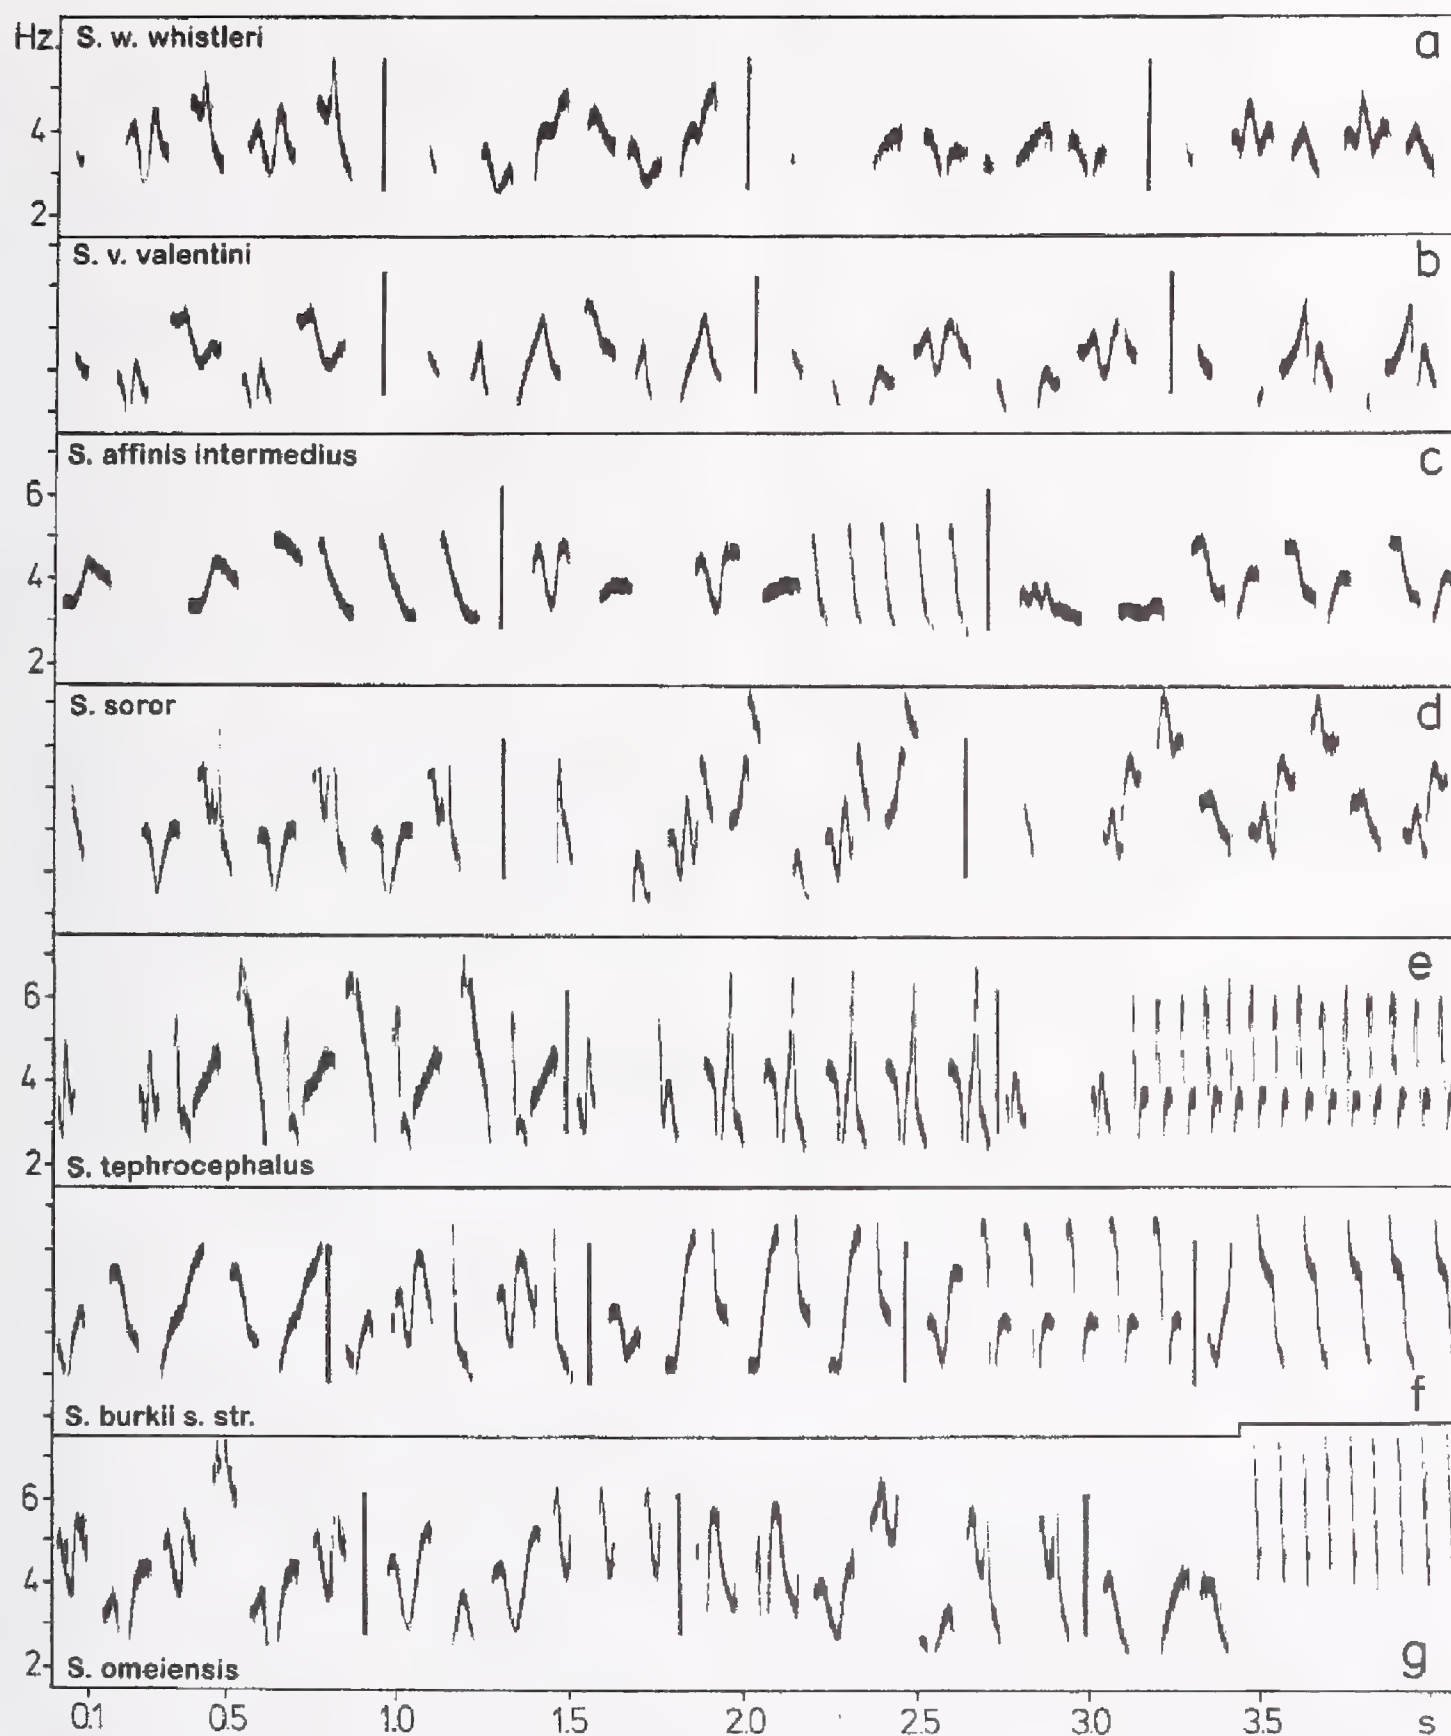 Hz
S. w. whistleri
a
4
2
S. v. valentini
b
S. affinis intermedius
c
6
4
2
S. soror
d
e
6
4
2
S. tephrocephalus
S. burkii s. str.
f
6
4
2
S. omeiensis
g
0.1 0.5 1.0 1.5 2.0 2.5 3.0 3.5 s